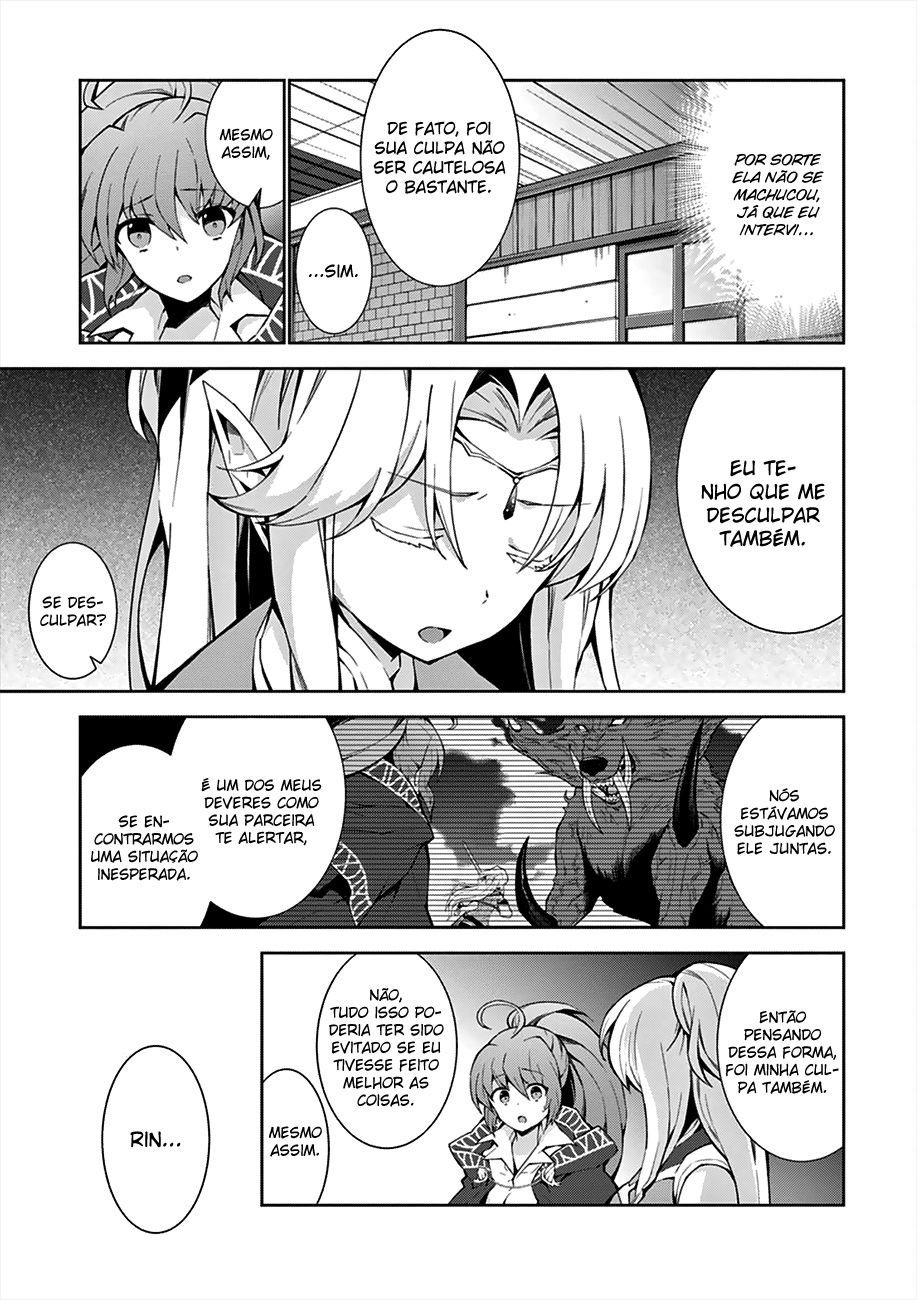 POR SORTE
ELA NÃO SE
MACHUCOU,
JÁ QUE EU
INTERVI...
DE FATO, FOI
SUA CULPA NÃO
SER CAUTELOSA
O BASTANTE.
...SIM.
MESMO
ASSIM,
EU TE-
NHO QUE ME
DESCULPAR
TAMBÉM.
SE DES-
CULPAR?
NÓS
ESTÁVAMOS
SUBJUGANDO
ELE JUNTAS.
É UM DOS MEUS
DEVERES COMO
SUA PARCEIRA
TE ALERTAR,
SE EN-
CONTRARMOS
UMA SITUAÇÃO
INESPERADA.
ENTÃO
PENSANDO
DESSA FORMA,
FOI MINHA CUL-
PA TAMBÉM.
NÃO,
TUDO ISSO PO-
DERIA TER SIDO
EVITADO SE EU
TIVESSE FEITO
MELHOR AS
COISAS.
MESMO
ASSIM.
RIN...